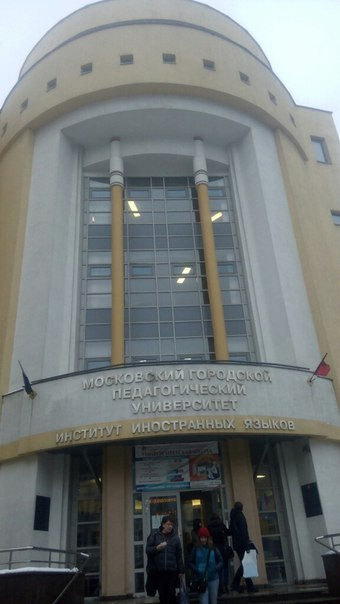 МОСКОВСКИЙ ГОРОДСКОЙ
ПЕДАГОГИЧЕСКИЙ
УНИВЕРСИТЕТ
ИНСТИТУТ ИНОСТРАННЫХ ЯЗЫКОВ